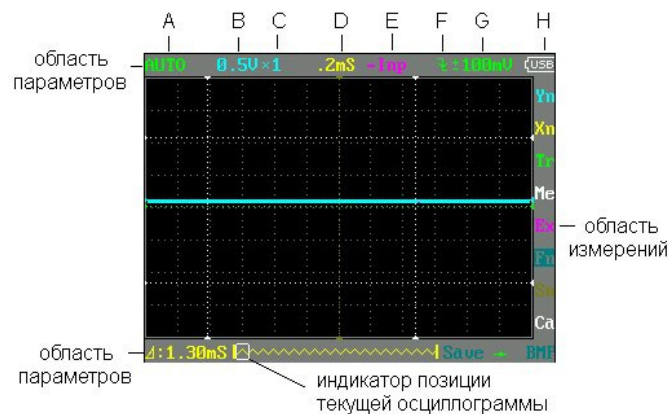 A B C D E F G H
область
параметров
AUTO 0.5V×1 .2mS -Inp ±100mV USB
Yn
Xn
Tr
Me
Ex
область
измерений
Fn
Sn
Ca
область
параметров
⊿:1.30mS Save BMP
индикатор позиции
текущей осциллограммы